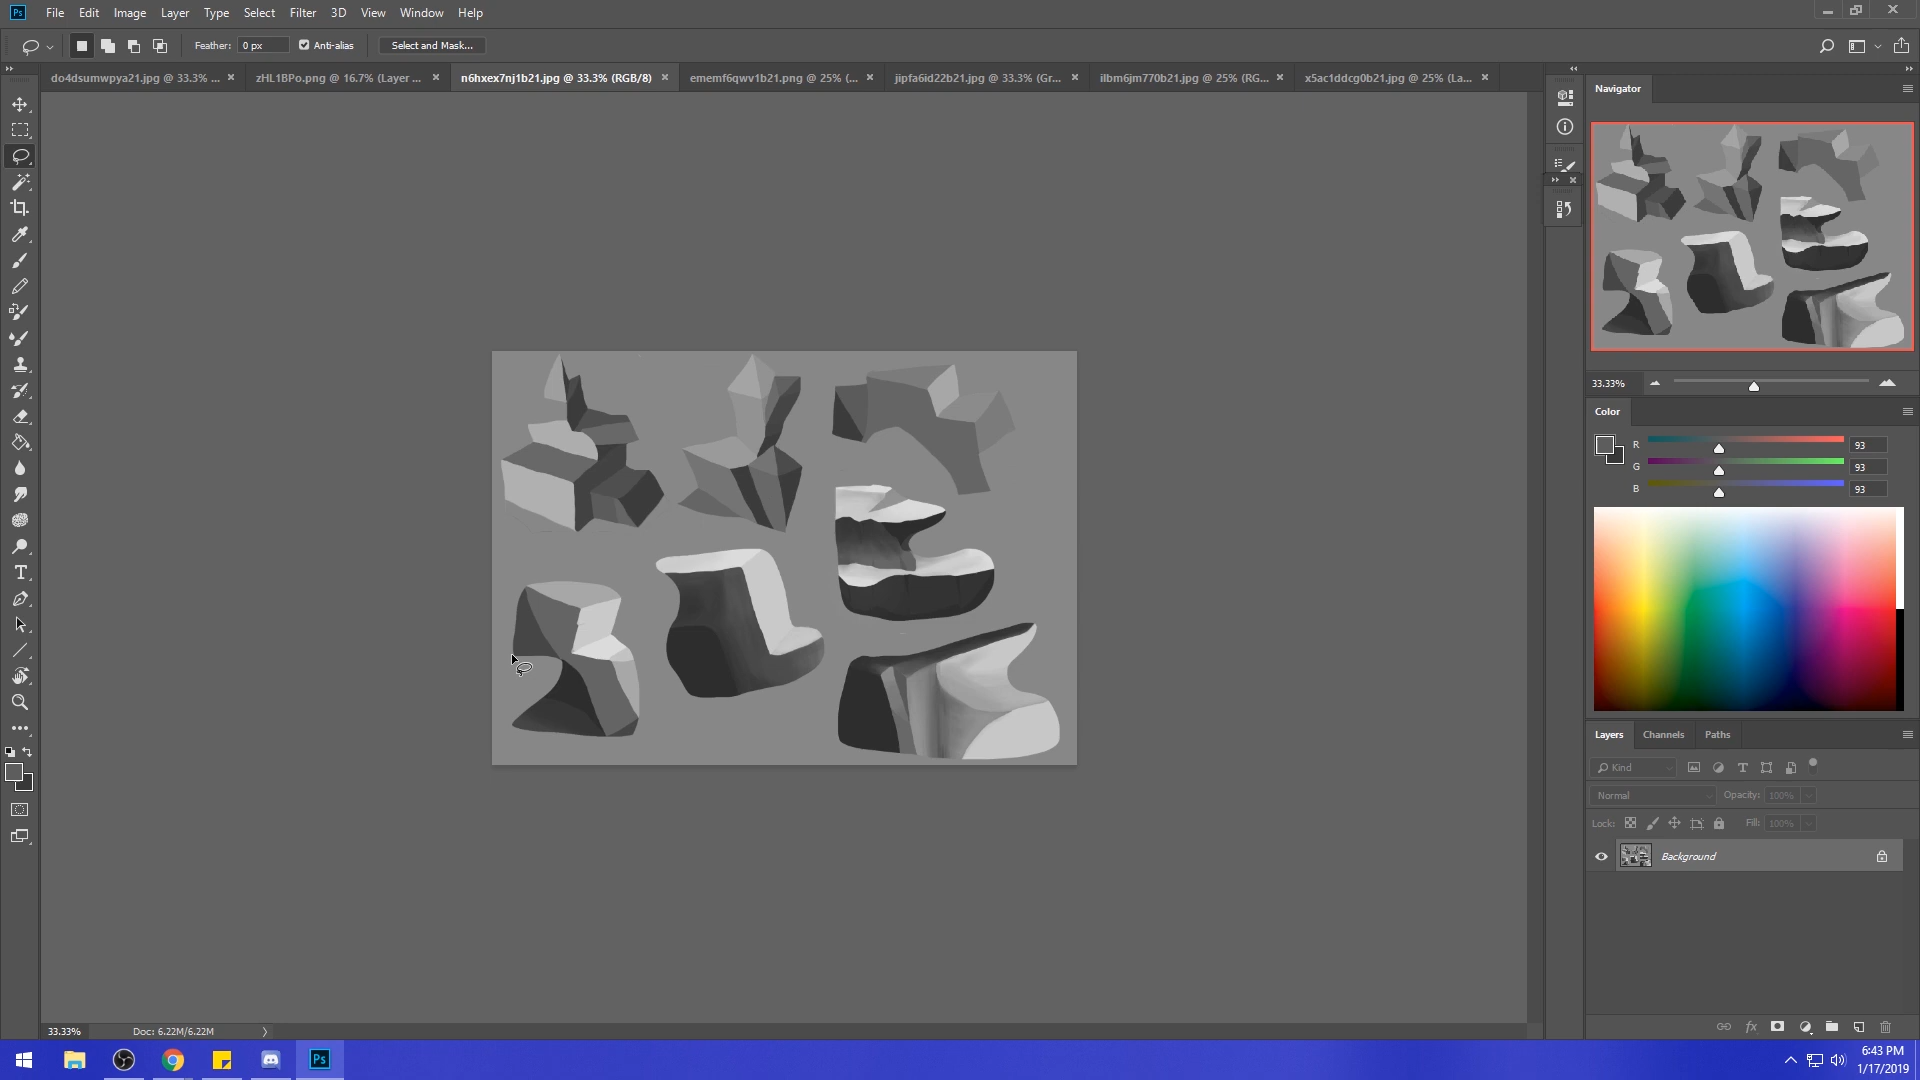 Ps File Edit Image Layer Type Select Filter 3D View Window Help
Feather: 0 px Anti-alias Select and Mask...
do4dsumwpya21.jpg @ 33.3% ... zHL1BPo.png @ 16.7% (Layer ... n6hxex7nj1b21.jpg @ 33.3% (RGB/8) ememf6qwv1b21.png @ 25% (... jipfa6id22b21.jpg @ 33.3% (Gr... ilbm6jm770b21.jpg @ 25% (RG... x5ac1ddcg0b21.jpg @ 25% (La...
Navigator
33.33%
Color
R 93
G 93
B 93
Layers Channels Paths
Kind
Normal Opacity: 100%
Lock: Fill: 100%
Background
fx
33.33% Doc: 6.22M/6.22M
Ps
6:43 PM
1/17/2019